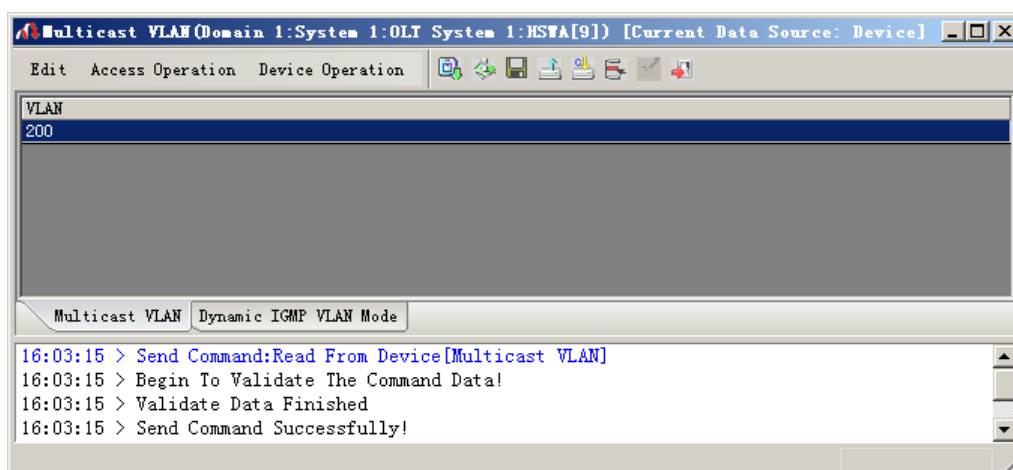 Multicast VLAN(Domain 1:System 1:OLT System 1:HSWA[9]) [Current Data Source: Device]
Edit Access Operation Device Operation
VLAN
200
Multicast VLAN Dynamic IGMP VLAN Mode
16:03:15 > Send Command:Read From Device[Multicast VLAN]
16:03:15 > Begin To Validate The Command Data!
16:03:15 > Validate Data Finished
16:03:15 > Send Command Successfully!